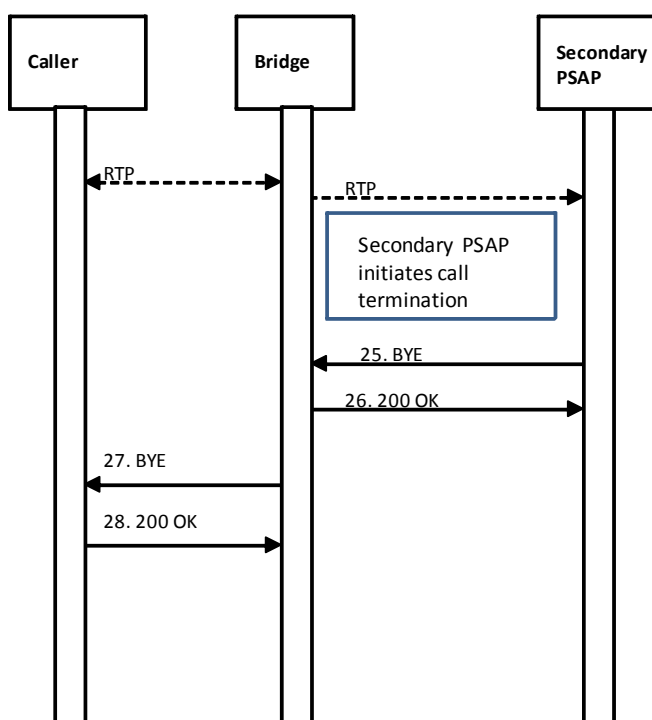 Caller
Bridge
Secondary
PSAP
RTP
RTP
Secondary PSAP
initiates call
termination
25. BYE
26. 200 OK
27. BYE
28. 200 OK